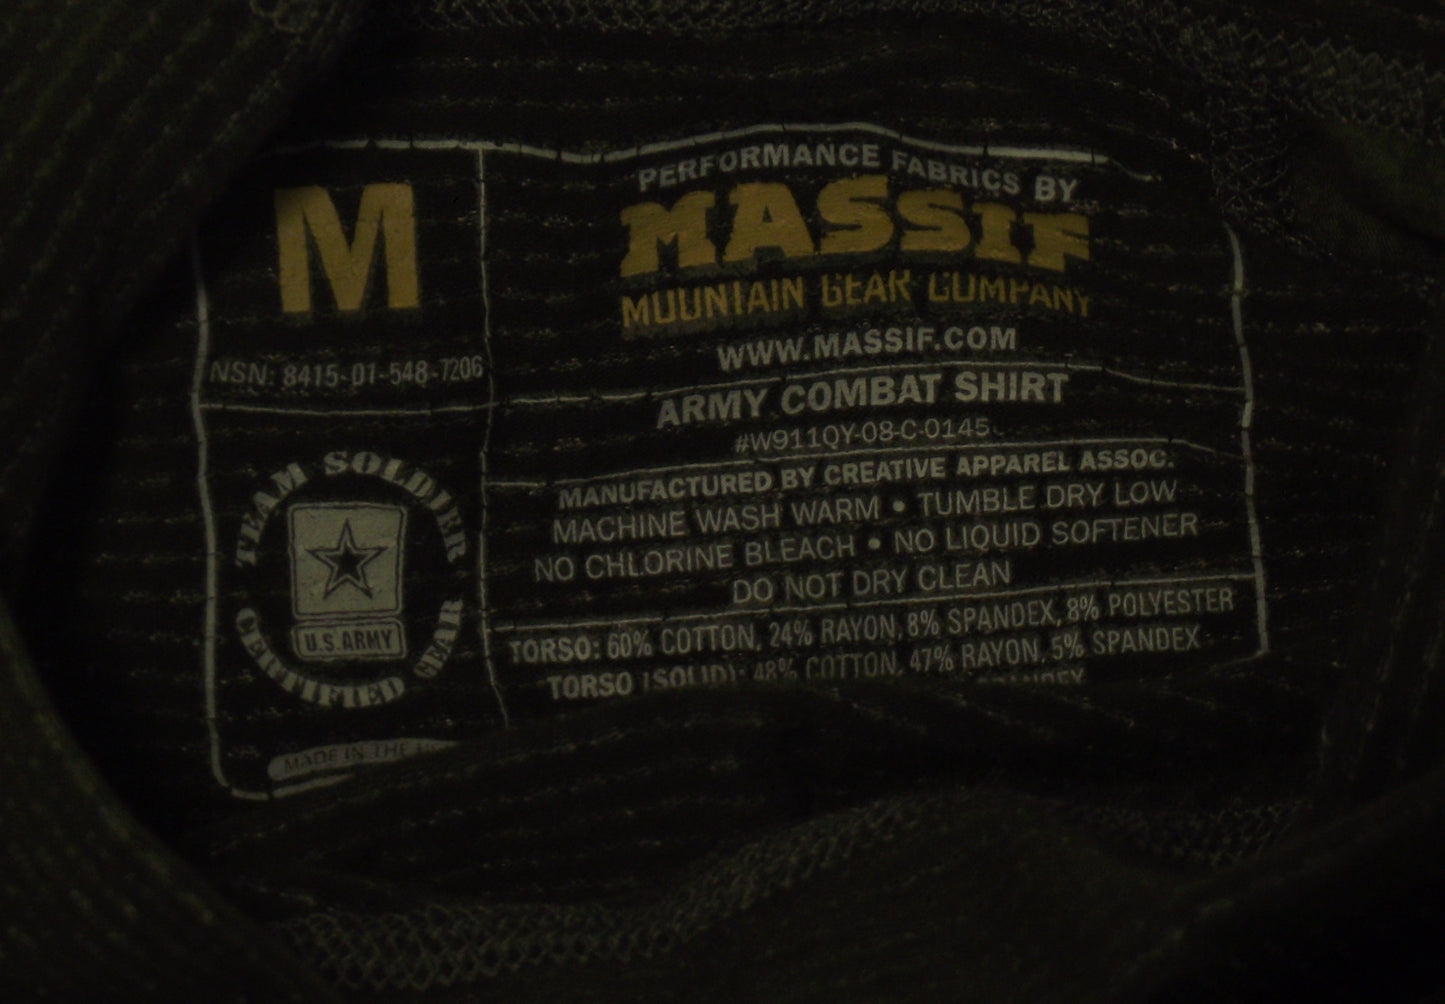 M
NSN: 8415-01-548-7206
TEAM SOLDIER
U.S. ARMY
CERTIFIED GEAR
MADE IN THE
PERFORMANCE FABRICS BY
MASSIF
MOUNTAIN GEAR COMPANY
WWW.MASSIF.COM
ARMY COMBAT SHIRT
#W911QY-08-C-0145
MANUFACTURED BY CREATIVE APPAREL ASSOC.
MACHINE WASH WARM • TUMBLE DRY LOW
NO CHLORINE BLEACH • NO LIQUID SOFTENER
DO NOT DRY CLEAN
TORSO: 60% COTTON, 24% RAYON, 8% SPANDEX, 8% POLYESTER
TORSO (SOLID): 48% COTTON, 47% RAYON, 5% SPANDEX